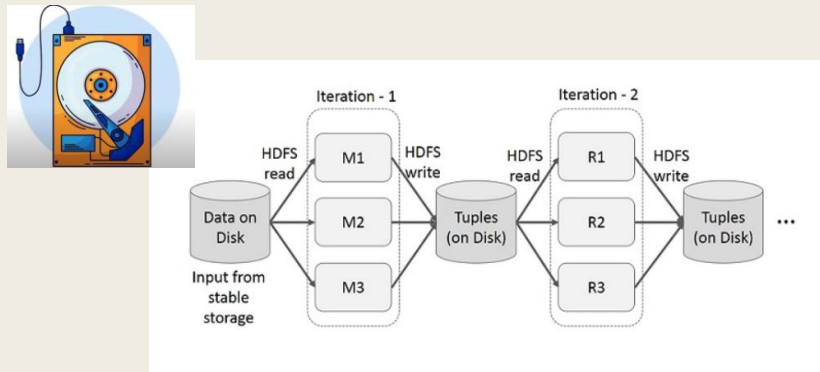 Iteration - 1
Iteration - 2
HDFS
read
M1
HDFS
write
HDFS
read
R1
HDFS
write
Data on
Disk
M2
Tuples
(on Disk)
R2
Tuples
(on Disk)
...
Input from
stable
storage
M3
R3